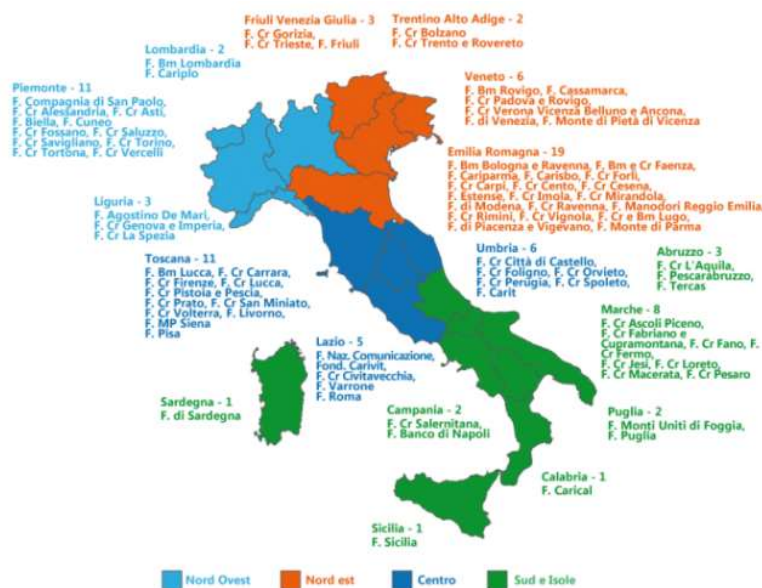 Friuli Venezia Giulia - 3
F. Cr Gorizia,
F. Cr Trieste, F. Friuli
Trentino Alto Adige - 2
F. Cr Bolzano
F. Cr Trento e Rovereto
Lombardia - 2
F. Bm Lombardia
F. Cariplo
Piemonte - 11
F. Compagnia di San Paolo,
F. Cr Alessandria, F. Cr Asti,
F. Biella, F. Cuneo
F. Cr Fossano, F. Cr Saluzzo,
F. Cr Savigliano, F. Cr Torino,
F. Cr Tortona, F. Cr Vercelli
Veneto - 6
F. Bm Rovigo, F. Cassamarca,
F. Cr Padova e Rovigo,
F. Cr Verona Vicenza Belluno e Ancona,
F. di Venezia, F. Monte di Pietà di Vicenza
Emilia Romagna - 19
F. Bm Bologna e Ravenna, F. Bm e Cr Faenza,
F. Cariparma, F. Carisbo, F. Cr Forlì,
F. Cr Carpi, F. Cr Cento, F. Cr Cesena,
F. Estense, F. Cr Imola, F. Cr Mirandola,
F. di Modena, F. Cr Ravenna, F. Manodori Reggio Emilia,
F. Cr Rimini, F. Cr Vignola, F. Cr e Bm Lugo,
F. di Piacenza e Vigevano, F. Monte di Parma
Liguria - 3
F. Agostino De Mari,
F. Cr Genova e Imperia,
F. Cr La Spezia
Toscana - 11
F. Bm Lucca, F. Cr Carrara,
F. Cr Firenze, F. Cr Lucca,
F. Cr Pistoia e Pescia,
F. Cr Prato, F. Cr San Miniato,
F. Cr Volterra, F. Livorno,
F. MP Siena
F. Pisa
Umbria - 6
F. Cr Città di Castello,
F. Cr Foligno, F. Cr Orvieto,
F. Cr Perugia, F. Cr Spoleto,
F. Carit
Abruzzo - 3
F. Cr L'Aquila,
F. Pescarabruzzo,
F. Tercas
Marche - 8
F. Cr Ascoli Piceno,
F. Cr Fabriano e
Cupramontana, F. Cr Fano, F.
Cr Fermo,
F. Cr Jesi, F. Cr Loreto,
F. Cr Macerata, F. Cr Pesaro
Lazio - 5
F. Naz. Comunicazione,
Fond. Carivit,
F. Cr Civitavecchia,
F. Varrone
F. Roma
Sardegna - 1
F. di Sardegna
Campania - 2
F. Cr Salernitana,
F. Banco di Napoli
Puglia - 2
F. Monti Uniti di Foggia,
F. Puglia
Calabria - 1
F. Carical
Sicilia - 1
F. Sicilia
Nord Ovest
Nord est
Centro
Sud e Isole